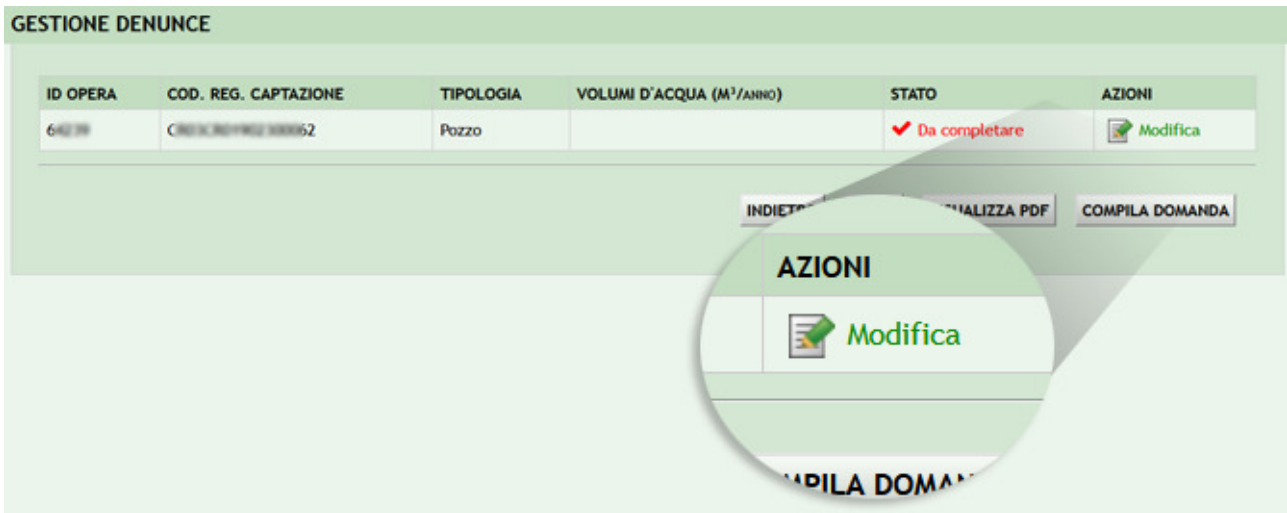 GESTIONE DENUNCE
ID OPERA COD. REG. CAPTAZIONE TIPOLOGIA VOLUMI D'ACQUA (M³/ANNO) STATO AZIONI
Pozzo Da completare Modifica
VISUALIZZA PDF COMPILA DOMANDA
AZIONI
Modifica